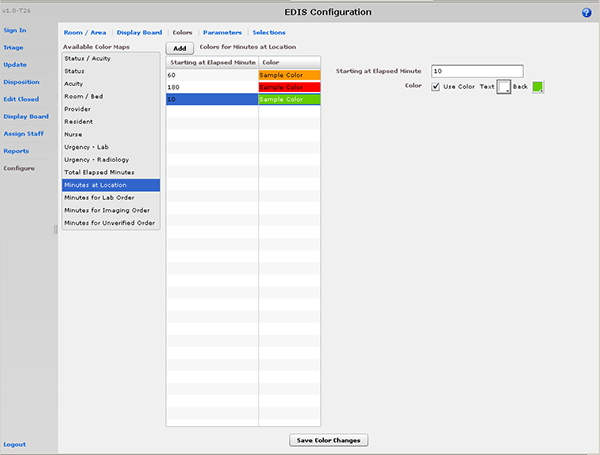 v1.0-T26
EDIS Configuration
?
Sign In
Triage
Update
Disposition
Edit Closed
Display Board
Assign Staff
Reports
Configure
Logout
Room / Area Display Board Colors Parameters Selections
Available Color Maps
Status / Acuity
Status
Acuity
Room / Bed
Provider
Resident
Nurse
Urgency - Lab
Urgency - Radiology
Total Elapsed Minutes
Minutes at Location
Minutes for Lab Order
Minutes for Imaging Order
Minutes for Unverified Order
Add Colors for Minutes at Location
Starting at Elapsed Minute Color
60 Sample Color
180 Sample Color
10 Sample Color
Starting at Elapsed Minute 10
Color Use Color Text Back
Save Color Changes